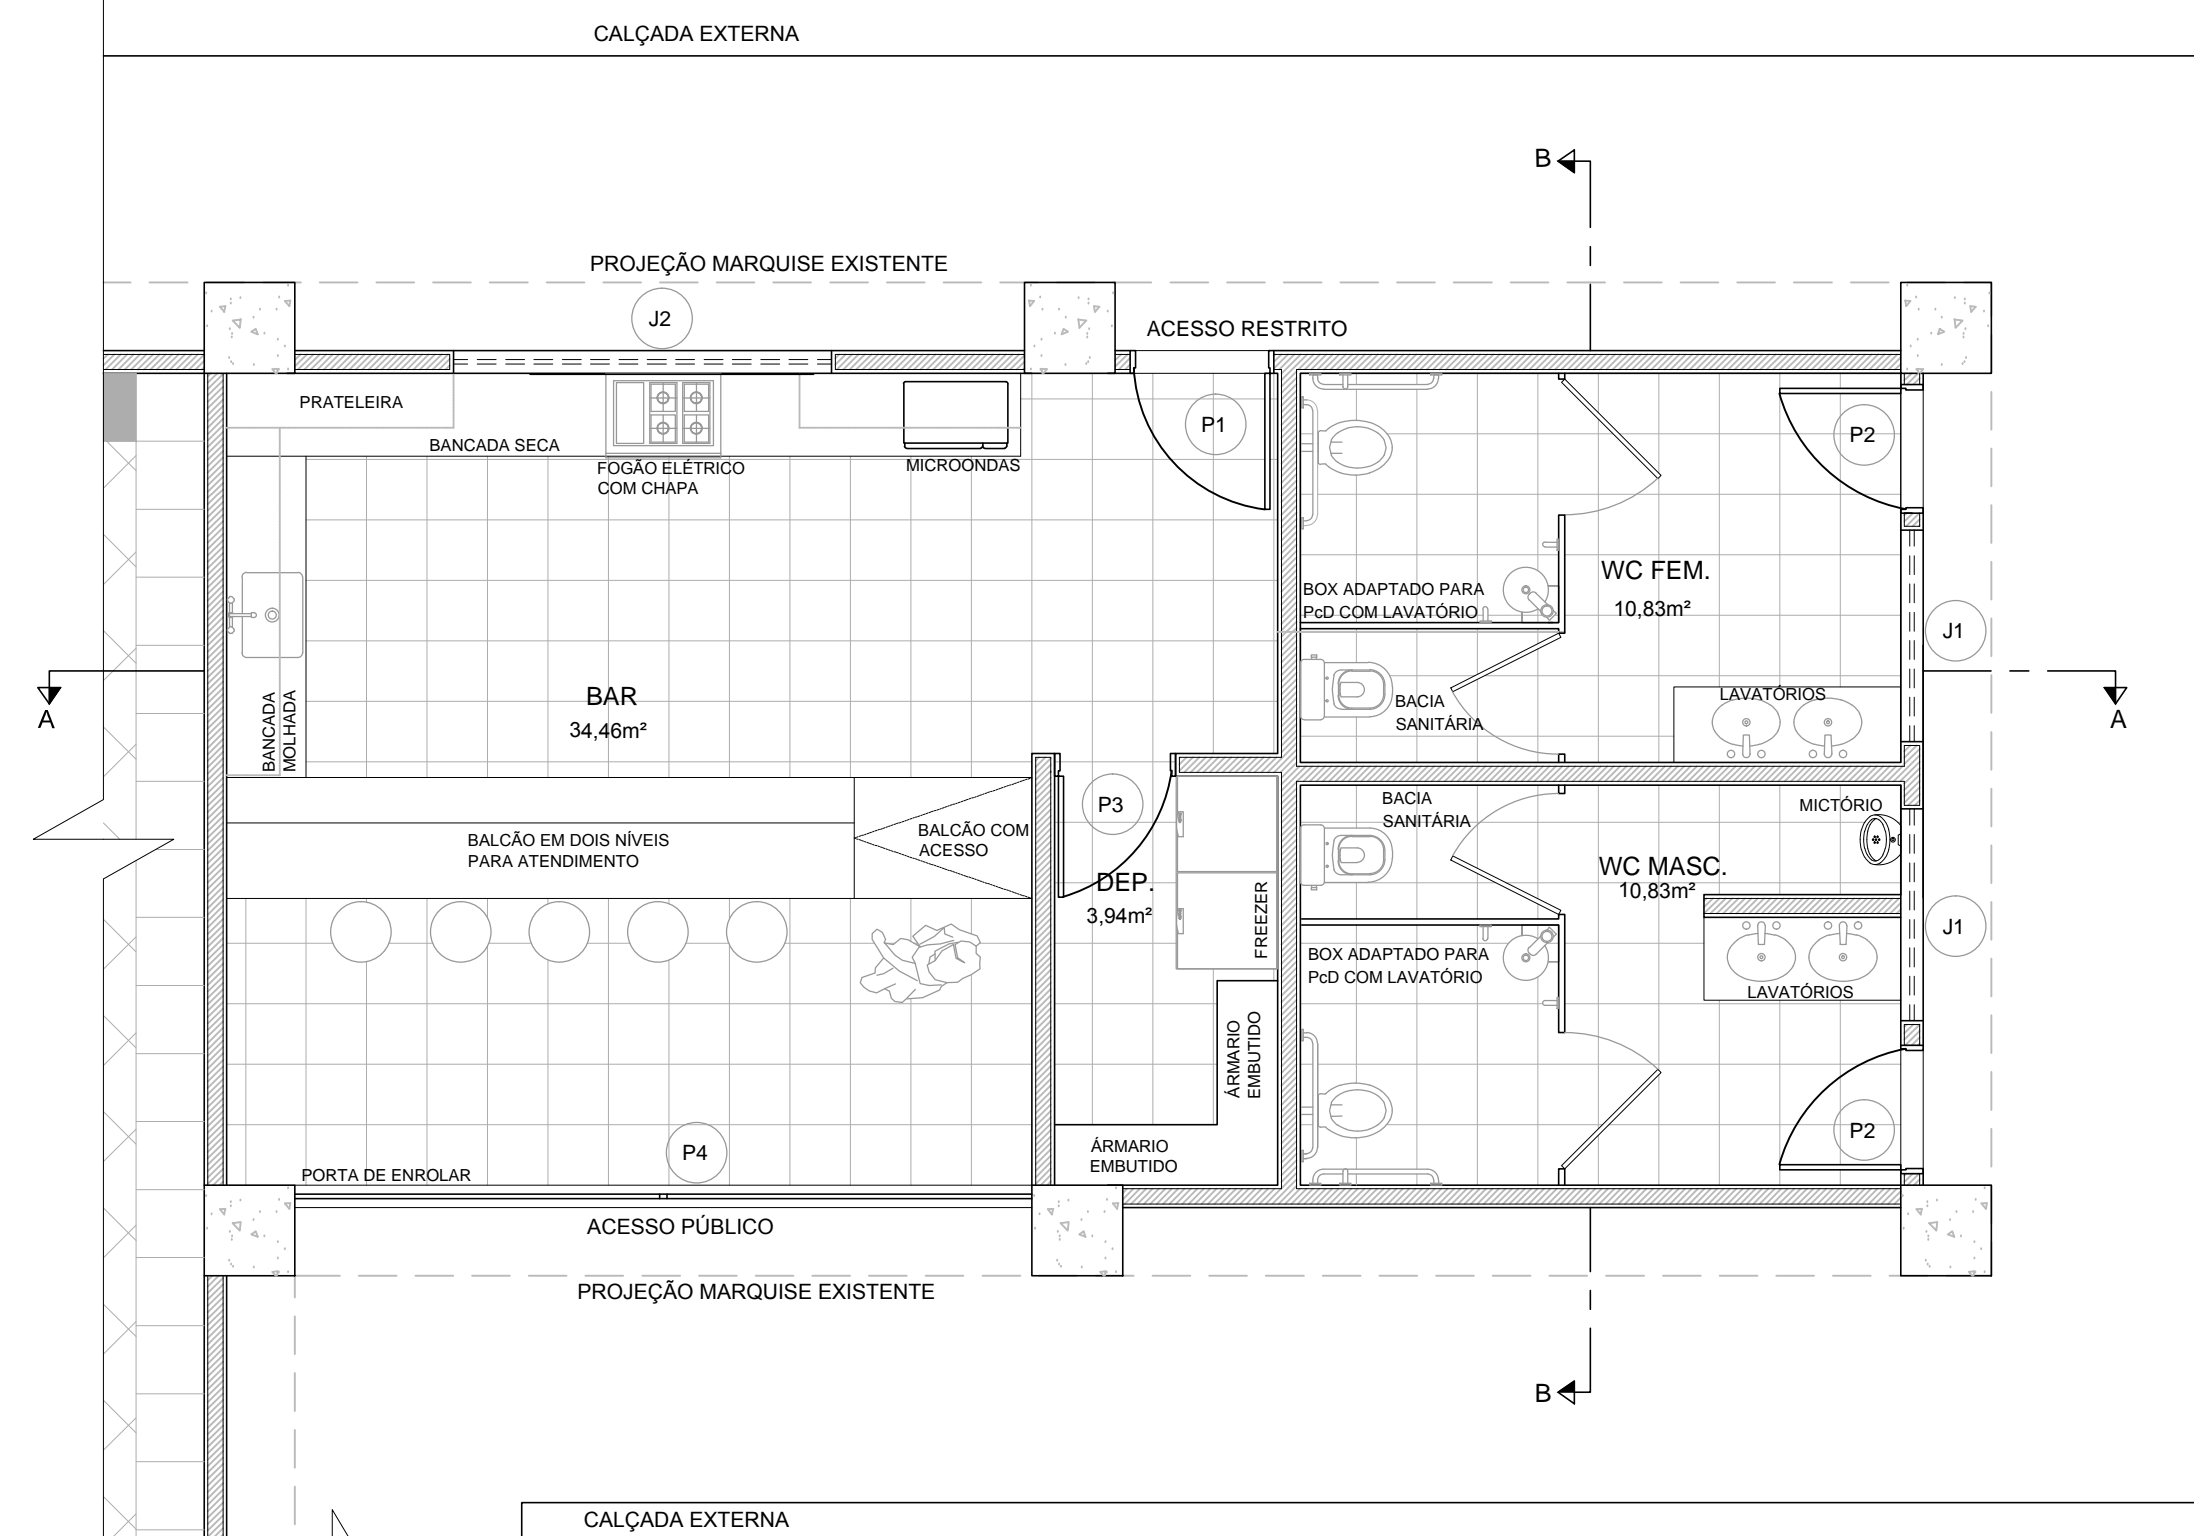 CALÇADA EXTERNA
B
PROJEÇÃO MARQUISE EXISTENTE
J2
ACESSO RESTRITO
PRATELEIRA
P1
P2
BANCADA SECA
FOGÃO ELÉTRICO
COM CHAPA
MICROONDAS
WC FEM.
10,83m²
BOX ADAPTADO PARA
PcD COM LAVATÓRIO
J1
A
A
BANCADA
MOLHADA
BAR
34,46m²
BACIA
SANITÁRIA
LAVATÓRIOS
P3
BACIA
SANITÁRIA
MICTÓRIO
BALCÃO EM DOIS NÍVEIS
PARA ATENDIMENTO
BALCÃO COM
ACESSO
DEP.
3,94m²
FREEZER
WC MASC.
10,83m²
J1
BOX ADAPTADO PARA
PcD COM LAVATÓRIO
LAVATÓRIOS
ÁRMARIO
EMBUTIDO
P4
P2
ÁRMARIO
EMBUTIDO
PORTA DE ENROLAR
ACESSO PÚBLICO
PROJEÇÃO MARQUISE EXISTENTE
B
CALÇADA EXTERNA